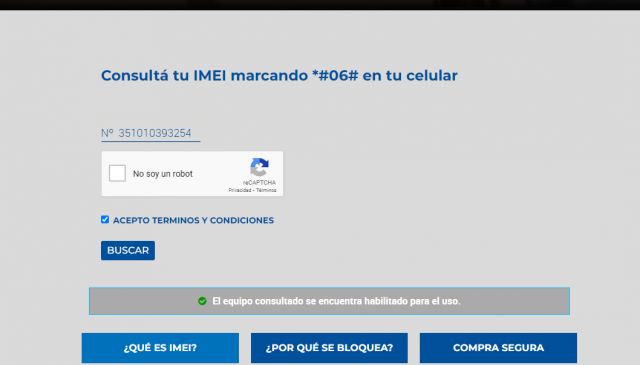 Consultá tu IMEI marcando *#06# en tu celular
Nº 351010393254
No soy un robot
reCAPTCHA
Privacidad - Términos
ACEPTO TERMINOS Y CONDICIONES
BUSCAR
El equipo consultado se encuentra habilitado para el uso.
¿QUÉ ES IMEI?
¿POR QUÉ SE BLOQUEA?
COMPRA SEGURA